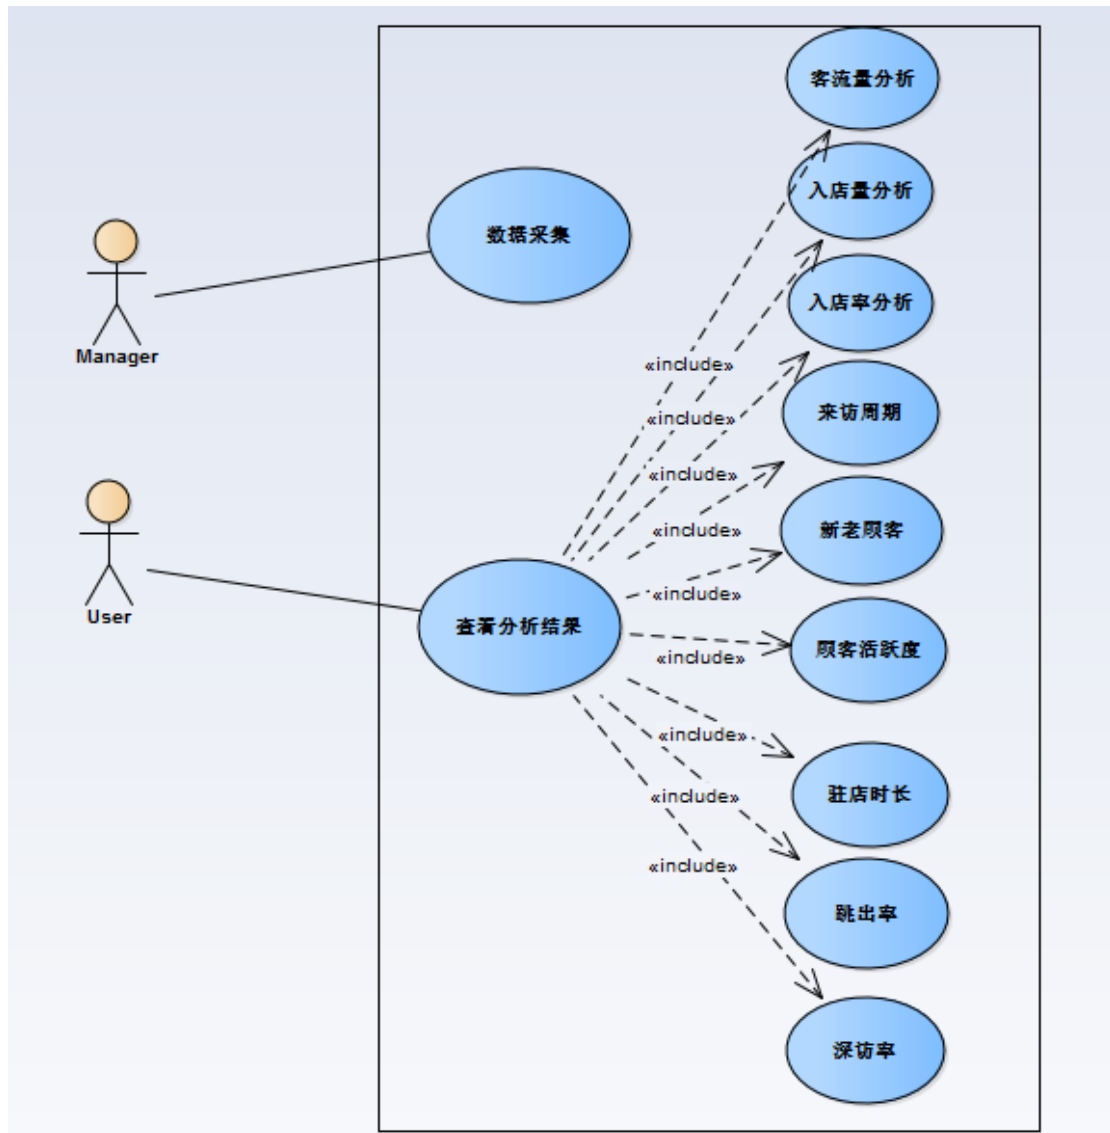 客流量分析
入店量分析
数据采集
入店率分析
Manager
«include»
来访周期
«include»
«include»
«include»
新老顾客
«include»
User
查看分析结果
«include»
顾客活跃度
«include»
驻店时长
«include»
«include»
跳出率
深访率